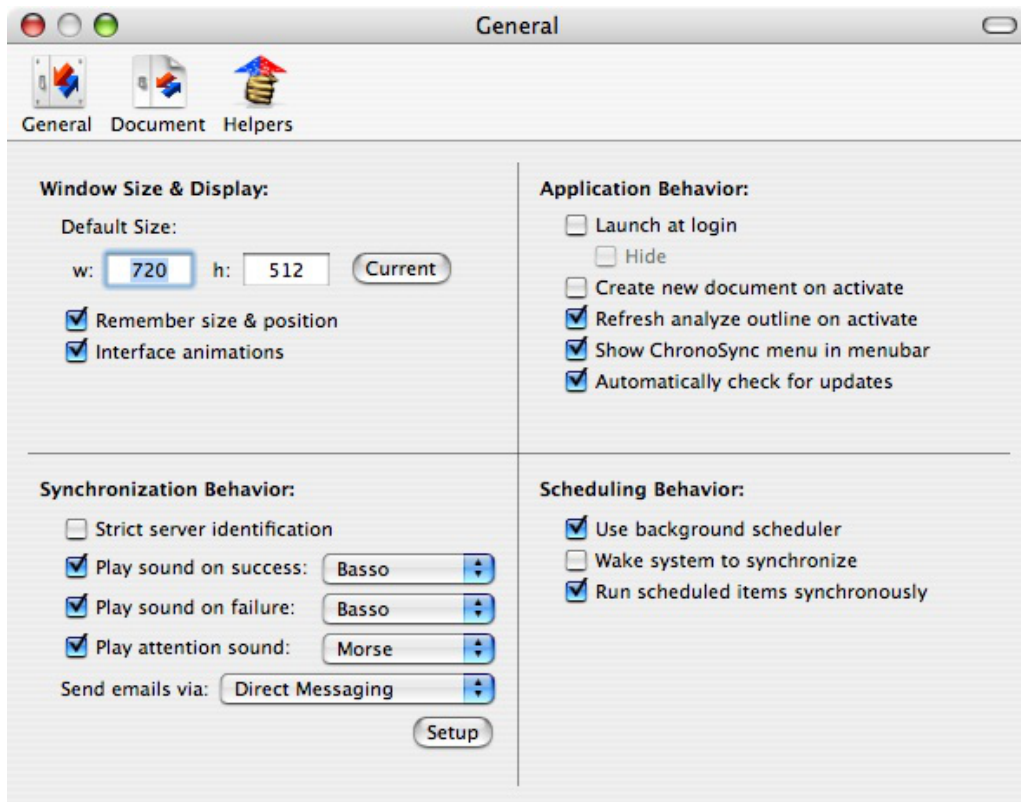 General
General Document Helpers
Window Size & Display:
Default Size:
w: 720 h: 512 Current
Remember size & position
Interface animations
Application Behavior:
Launch at login
Hide
Create new document on activate
Refresh analyze outline on activate
Show ChronoSync menu in menubar
Automatically check for updates
Synchronization Behavior:
Strict server identification
Play sound on success: Basso
Play sound on failure: Basso
Play attention sound: Morse
Send emails via: Direct Messaging
Setup
Scheduling Behavior:
Use background scheduler
Wake system to synchronize
Run scheduled items synchronously